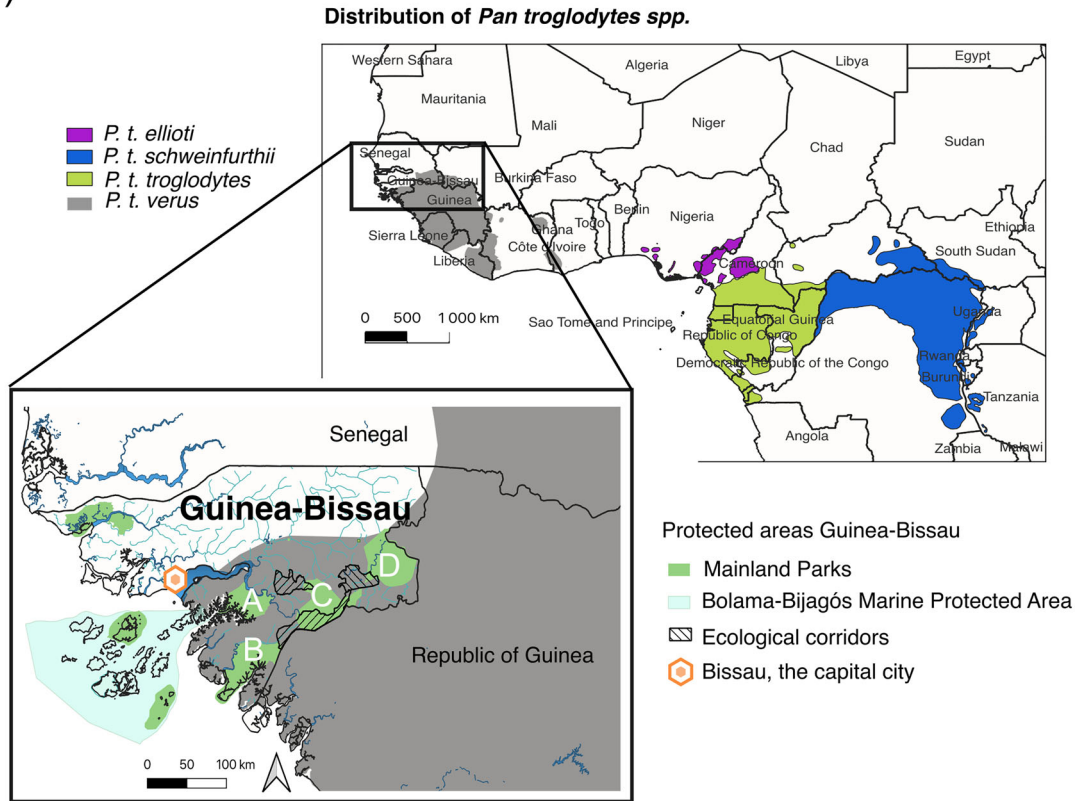 )
Distribution of Pan troglodytes spp.
P. t. ellioti
P. t. schweinfurthii
P. t. troglodytes
P. t. verus
Western Sahara
Algeria
Libya
Egypt
Mauritania
Mali
Niger
Chad
Sudan
Senegal
Guinea-Bissau
Guinea
Burkina Faso
Benin
Togo
Ghana
Nigeria
Côte d'Ivoire
Sierra Leone
Liberia
Cameroon
Ethiopia
South Sudan
Uganda
Sao Tome and Principe
Equatorial Guinea
Republic of Congo
Democratic Republic of the Congo
Rwanda
Burundi
Tanzania
Angola
Zambia
Malawi
0 500 1 000 km
Senegal
Guinea-Bissau
A
B
C
D
Republic of Guinea
0 50 100 km
Protected areas Guinea-Bissau
Mainland Parks
Bolama-Bijagós Marine Protected Area
Ecological corridors
Bissau, the capital city